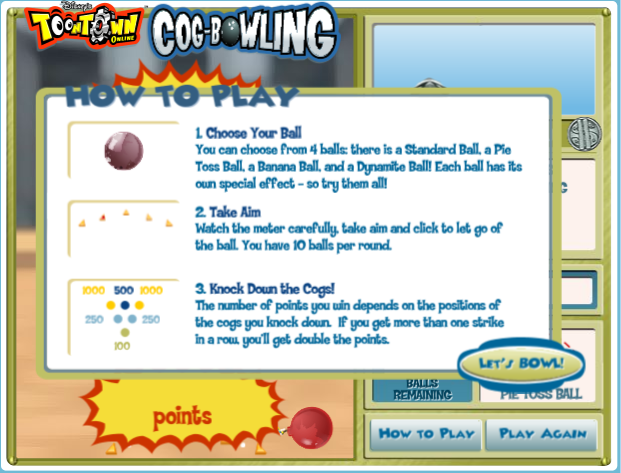 Disney's
TOONTOWN
ONLINE
COG-BOWLING
HOW TO PLAY
1. Choose Your Ball
You can choose from 4 balls: there is a Standard Ball, a Pie
Toss Ball, a Banana Ball, and a Dynamite Ball! Each ball has its
own special effect - so try them all!
2. Take Aim
Watch the meter carefully, take aim and click to let go of
the ball. You have 10 balls per round.
1000 500 1000
250 250
100
3. Knock Down the Cogs!
The number of points you win depends on the positions of
the cogs you knock down. If you get more than one strike
in a row, you'll get double the points.
LET'S BOWL!
points
BALLS
REMAINING
PIE TOSS BALL
HOW TO PLAY
PLAY AGAIN